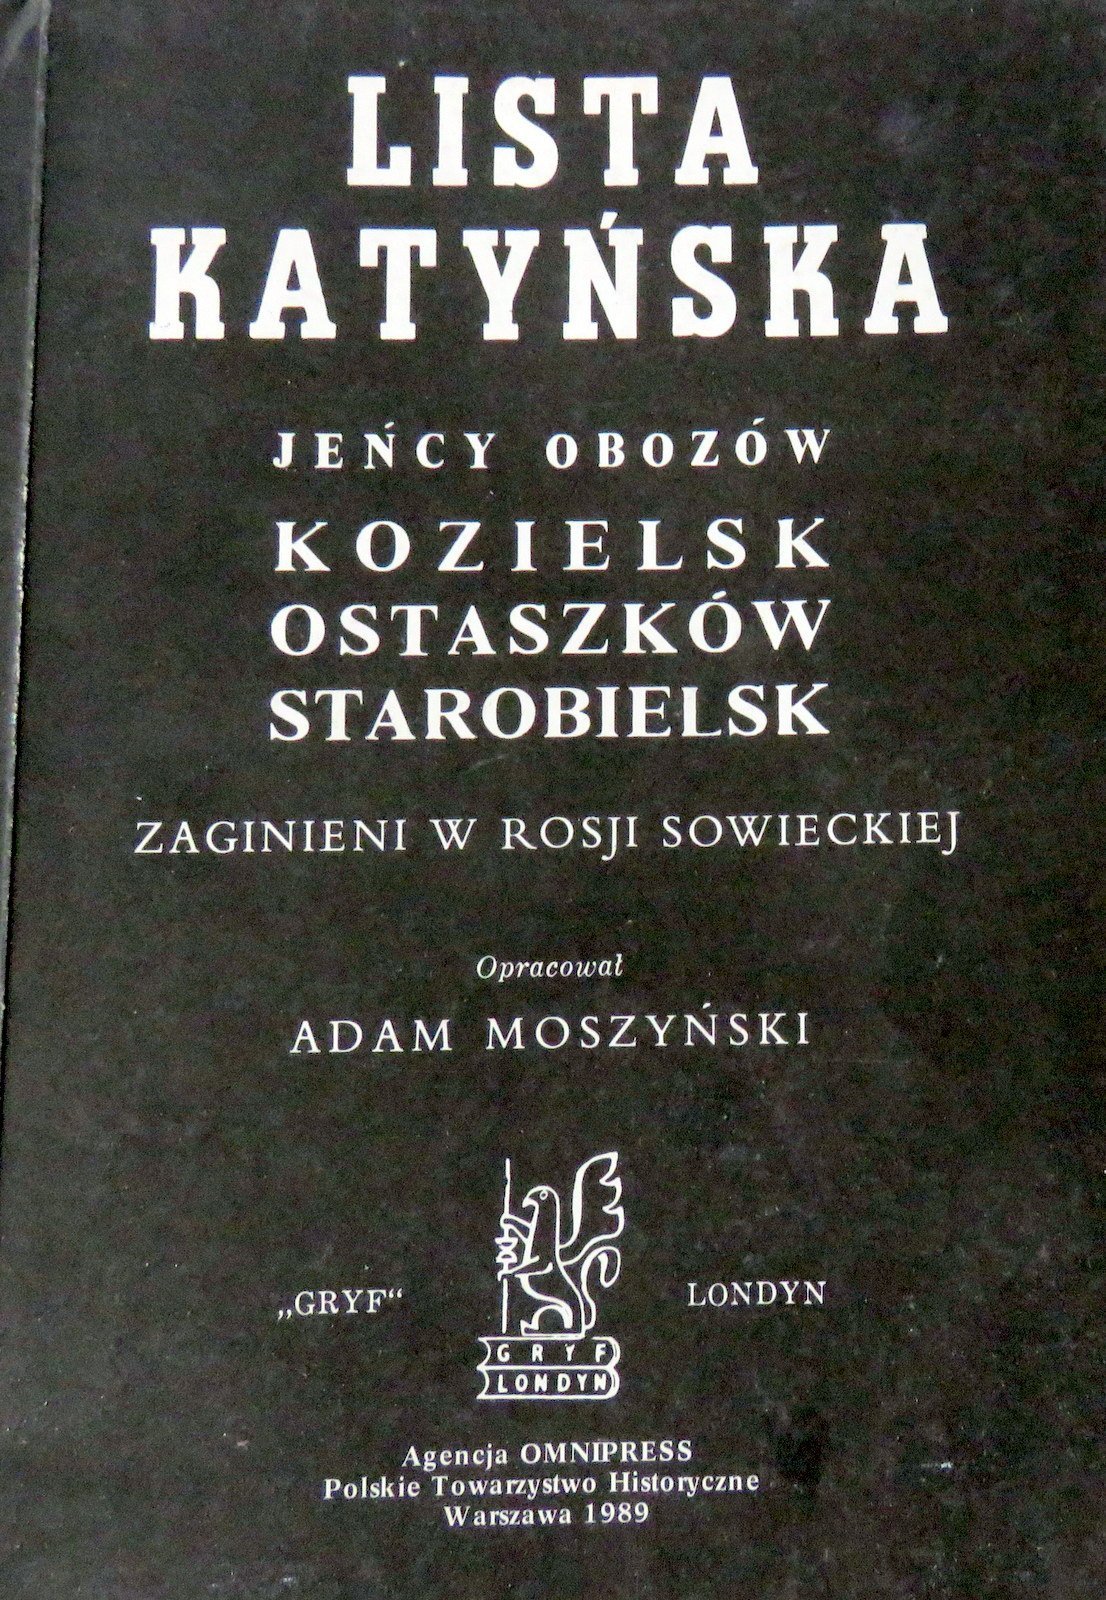 LISTA
KATYŃSKA
JEŃCY OBOZÓW
KOZIELSK
OSTASZKÓW
STAROBIELSK
ZAGINIENI W ROSJI SOWIECKIEJ
Opracował
ADAM MOSZYŃSKI
„GRYF“ LONDYN
GRYF
LONDYN
Agencja OMNIPRESS
Polskie Towarzystwo Historyczne
Warszawa 1989